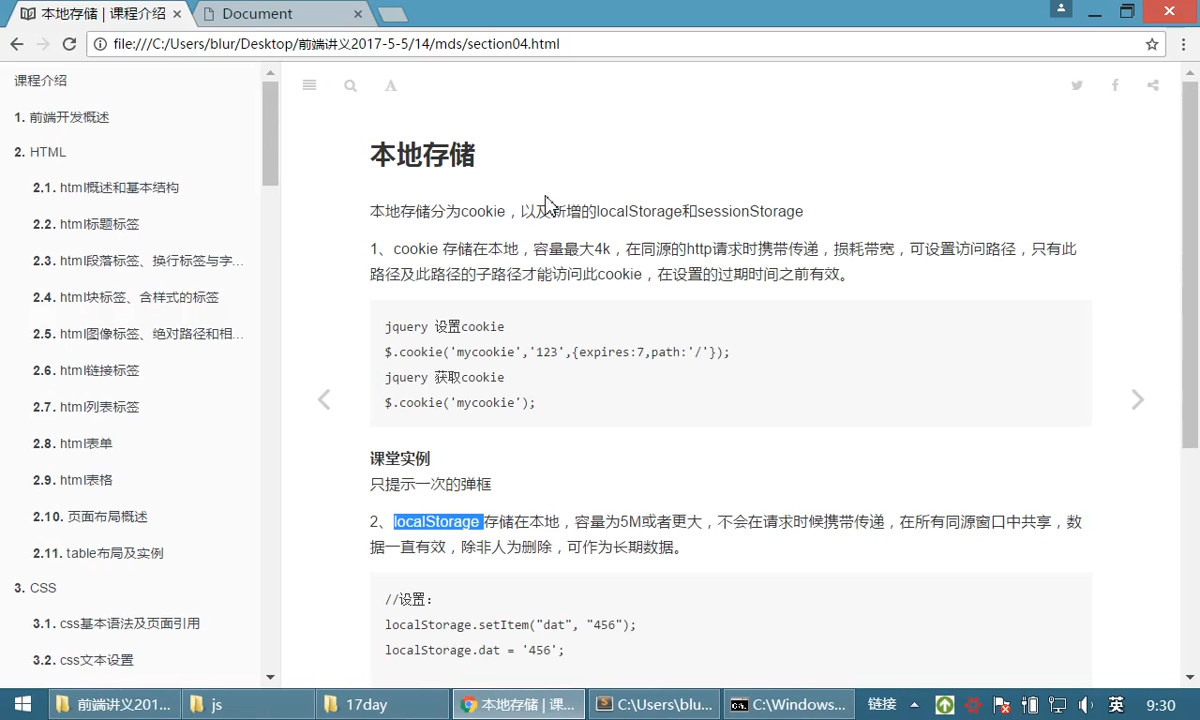 本地存储 | 课程介绍
Document
file:///C:/Users/blur/Desktop/前端讲义2017-5-5/14/mds/section04.html
课程介绍
1. 前端开发概述
2. HTML
2.1. html概述和基本结构
2.2. html标题标签
2.3. html段落标签、换行标签与字...
2.4. html块标签、含样式的标签
2.5. html图像标签、绝对路径和相...
2.6. html链接标签
2.7. html列表标签
2.8. html表单
2.9. html表格
2.10. 页面布局概述
2.11. table布局及实例
3. CSS
3.1. css基本语法及页面引用
3.2. css文本设置
A
本地存储
本地存储分为cookie，以及新增的localStorage和sessionStorage
1、cookie 存储在本地，容量最大4k，在同源的http请求时携带传递，损耗带宽，可设置访问路径，只有此
路径及此路径的子路径才能访问此cookie，在设置的过期时间之前有效。
jquery 设置cookie
$.cookie('mycookie','123',{expires:7,path:'/'});
jquery 获取cookie
$.cookie('mycookie');
课堂实例
只提示一次的弹框
2、localStorage 存储在本地，容量为5M或者更大，不会在请求时候携带传递，在所有同源窗口中共享，数
据一直有效，除非人为删除，可作为长期数据。
//设置：
localStorage.setItem("dat", "456");
localStorage.dat = '456';
前端讲义201...
js
17day
本地存储 | 课...
C:\Users/blu...
C:\Windows...
链接
英
9:30